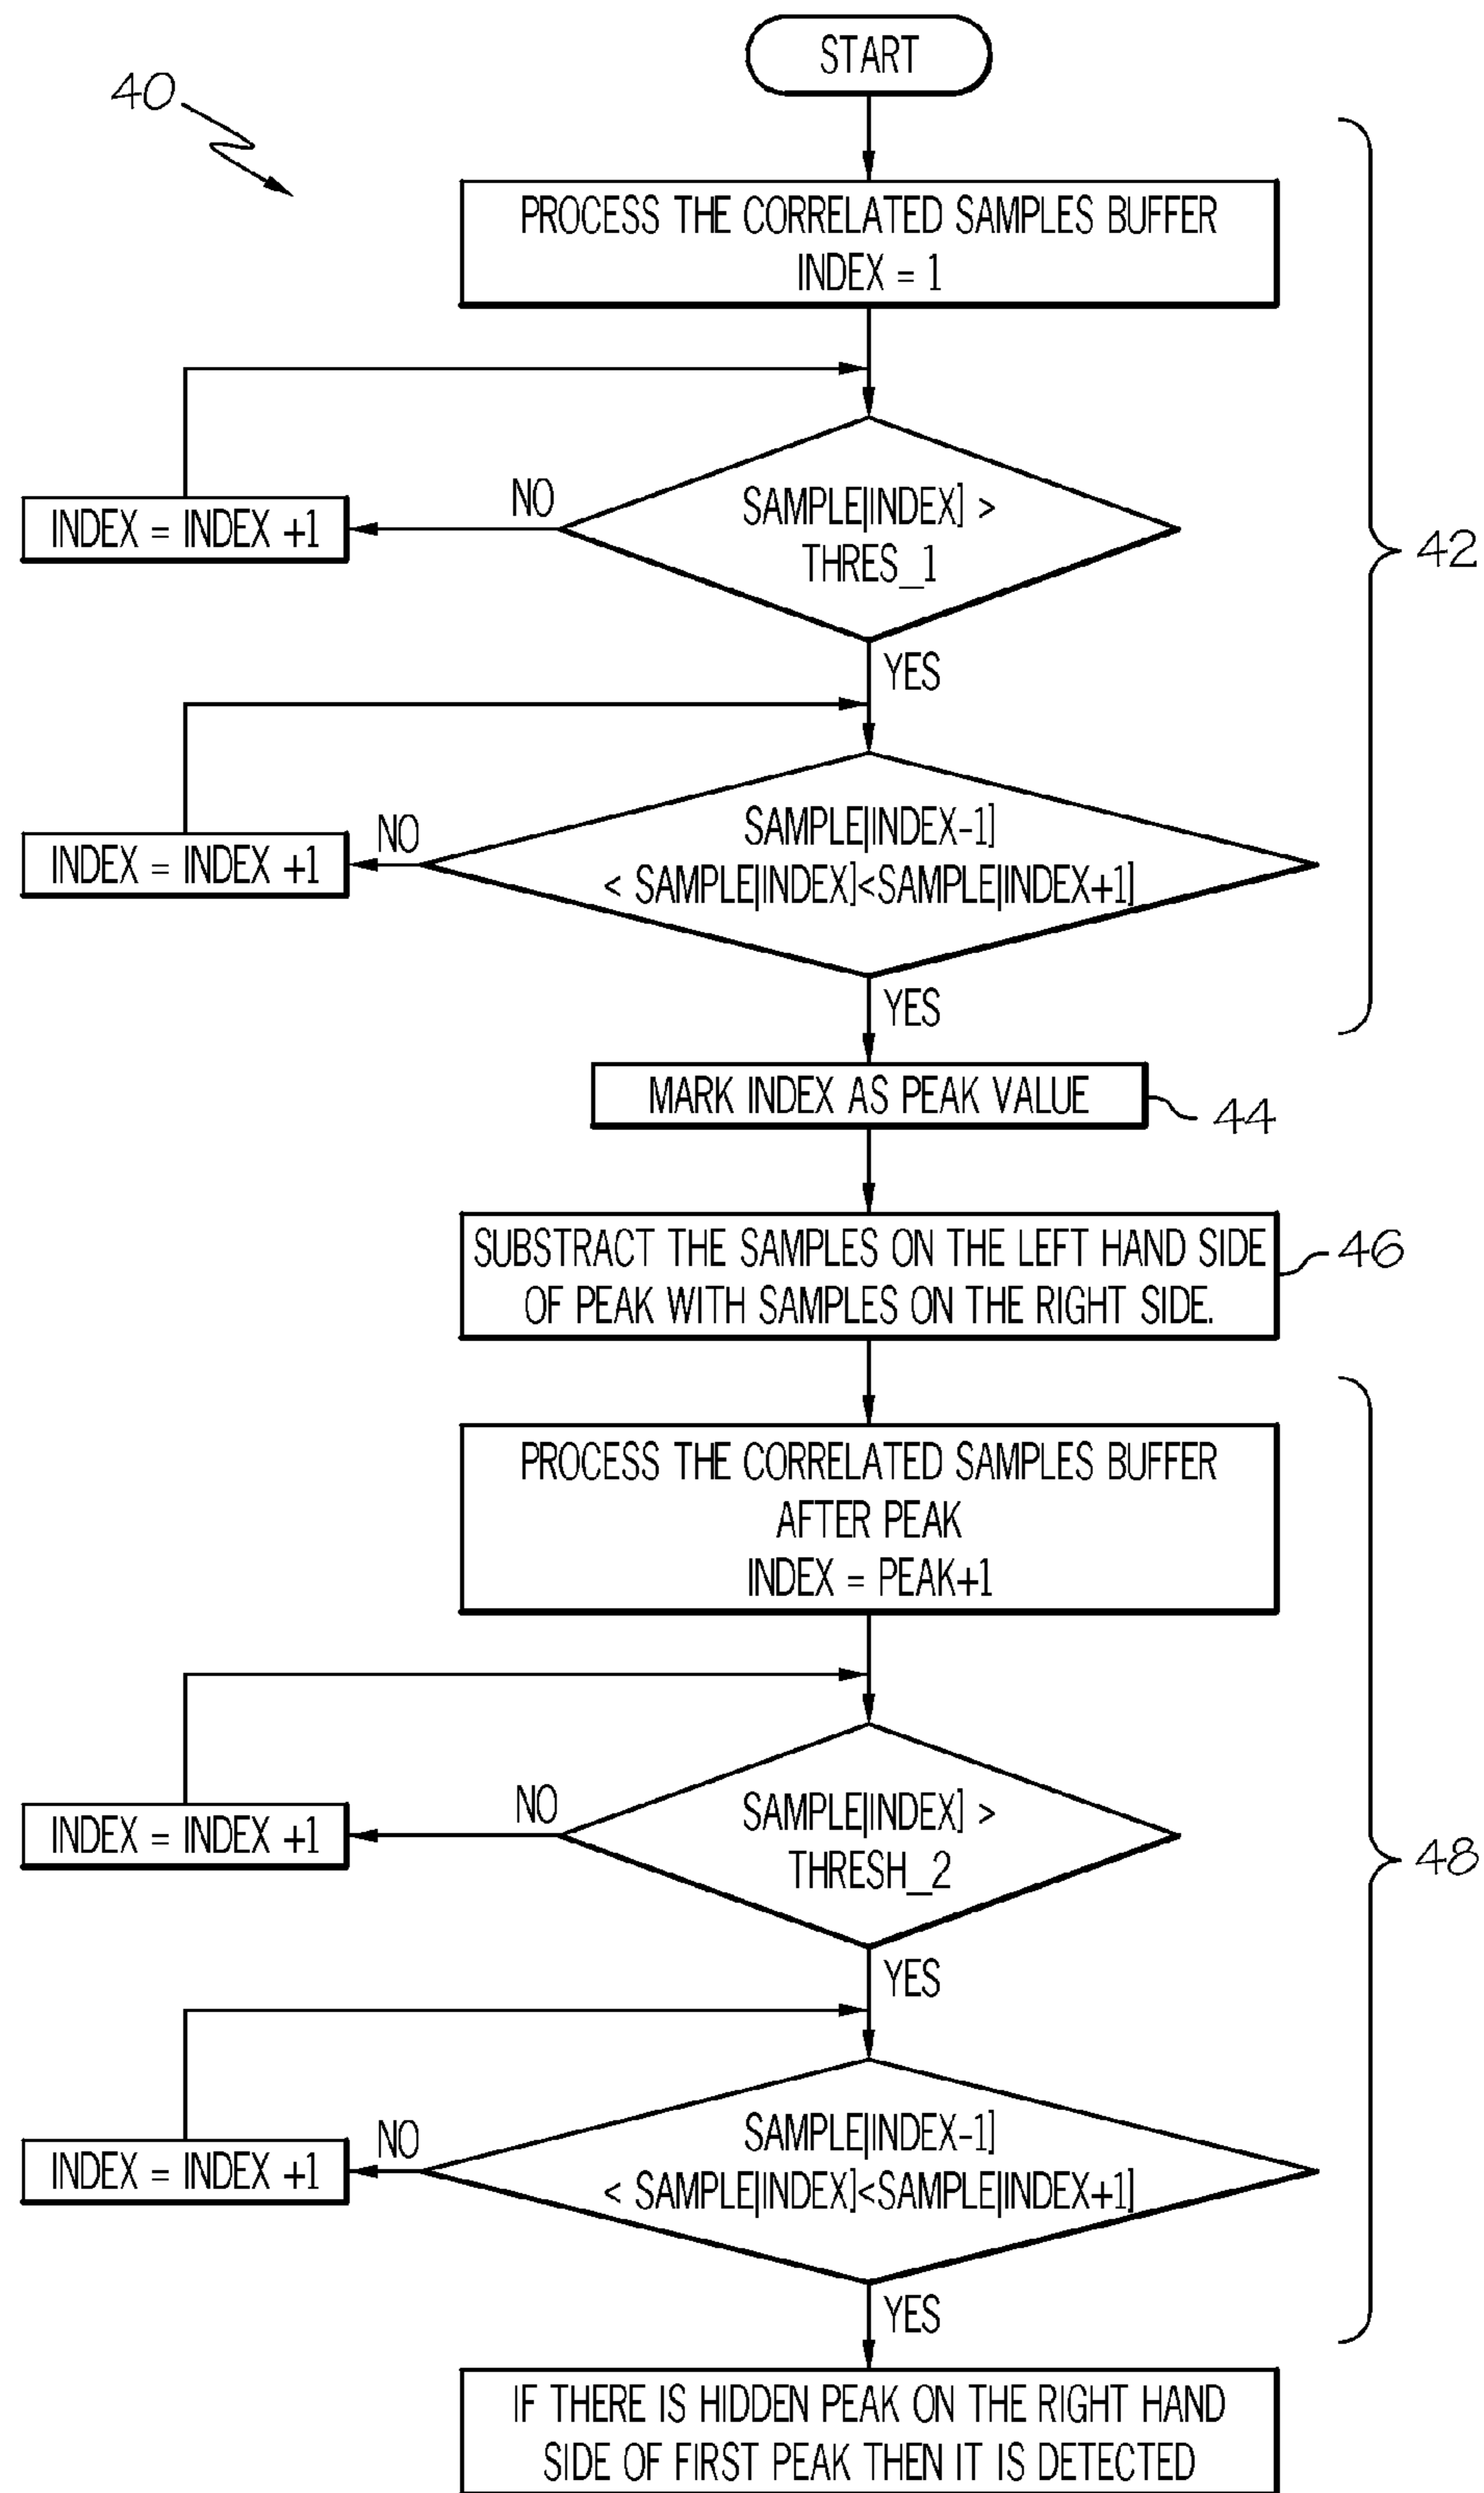 START
40
PROCESS THE CORRELATED SAMPLES BUFFER
INDEX = 1
NO
SAMPLE|INDEX] >
THRES_1
INDEX = INDEX +1
42
YES
NO
SAMPLE|INDEX-1]
< SAMPLE|INDEX]<SAMPLE|INDEX+1]
INDEX = INDEX +1
YES
MARK INDEX AS PEAK VALUE
44
SUBSTRACT THE SAMPLES ON THE LEFT HAND SIDE
OF PEAK WITH SAMPLES ON THE RIGHT SIDE.
46
PROCESS THE CORRELATED SAMPLES BUFFER
AFTER PEAK
INDEX = PEAK+1
NO
SAMPLE|INDEX] >
THRESH_2
INDEX = INDEX +1
48
YES
NO
SAMPLE|INDEX-1]
< SAMPLE|INDEX]<SAMPLE|INDEX+1]
INDEX = INDEX +1
YES
IF THERE IS HIDDEN PEAK ON THE RIGHT HAND
SIDE OF FIRST PEAK THEN IT IS DETECTED